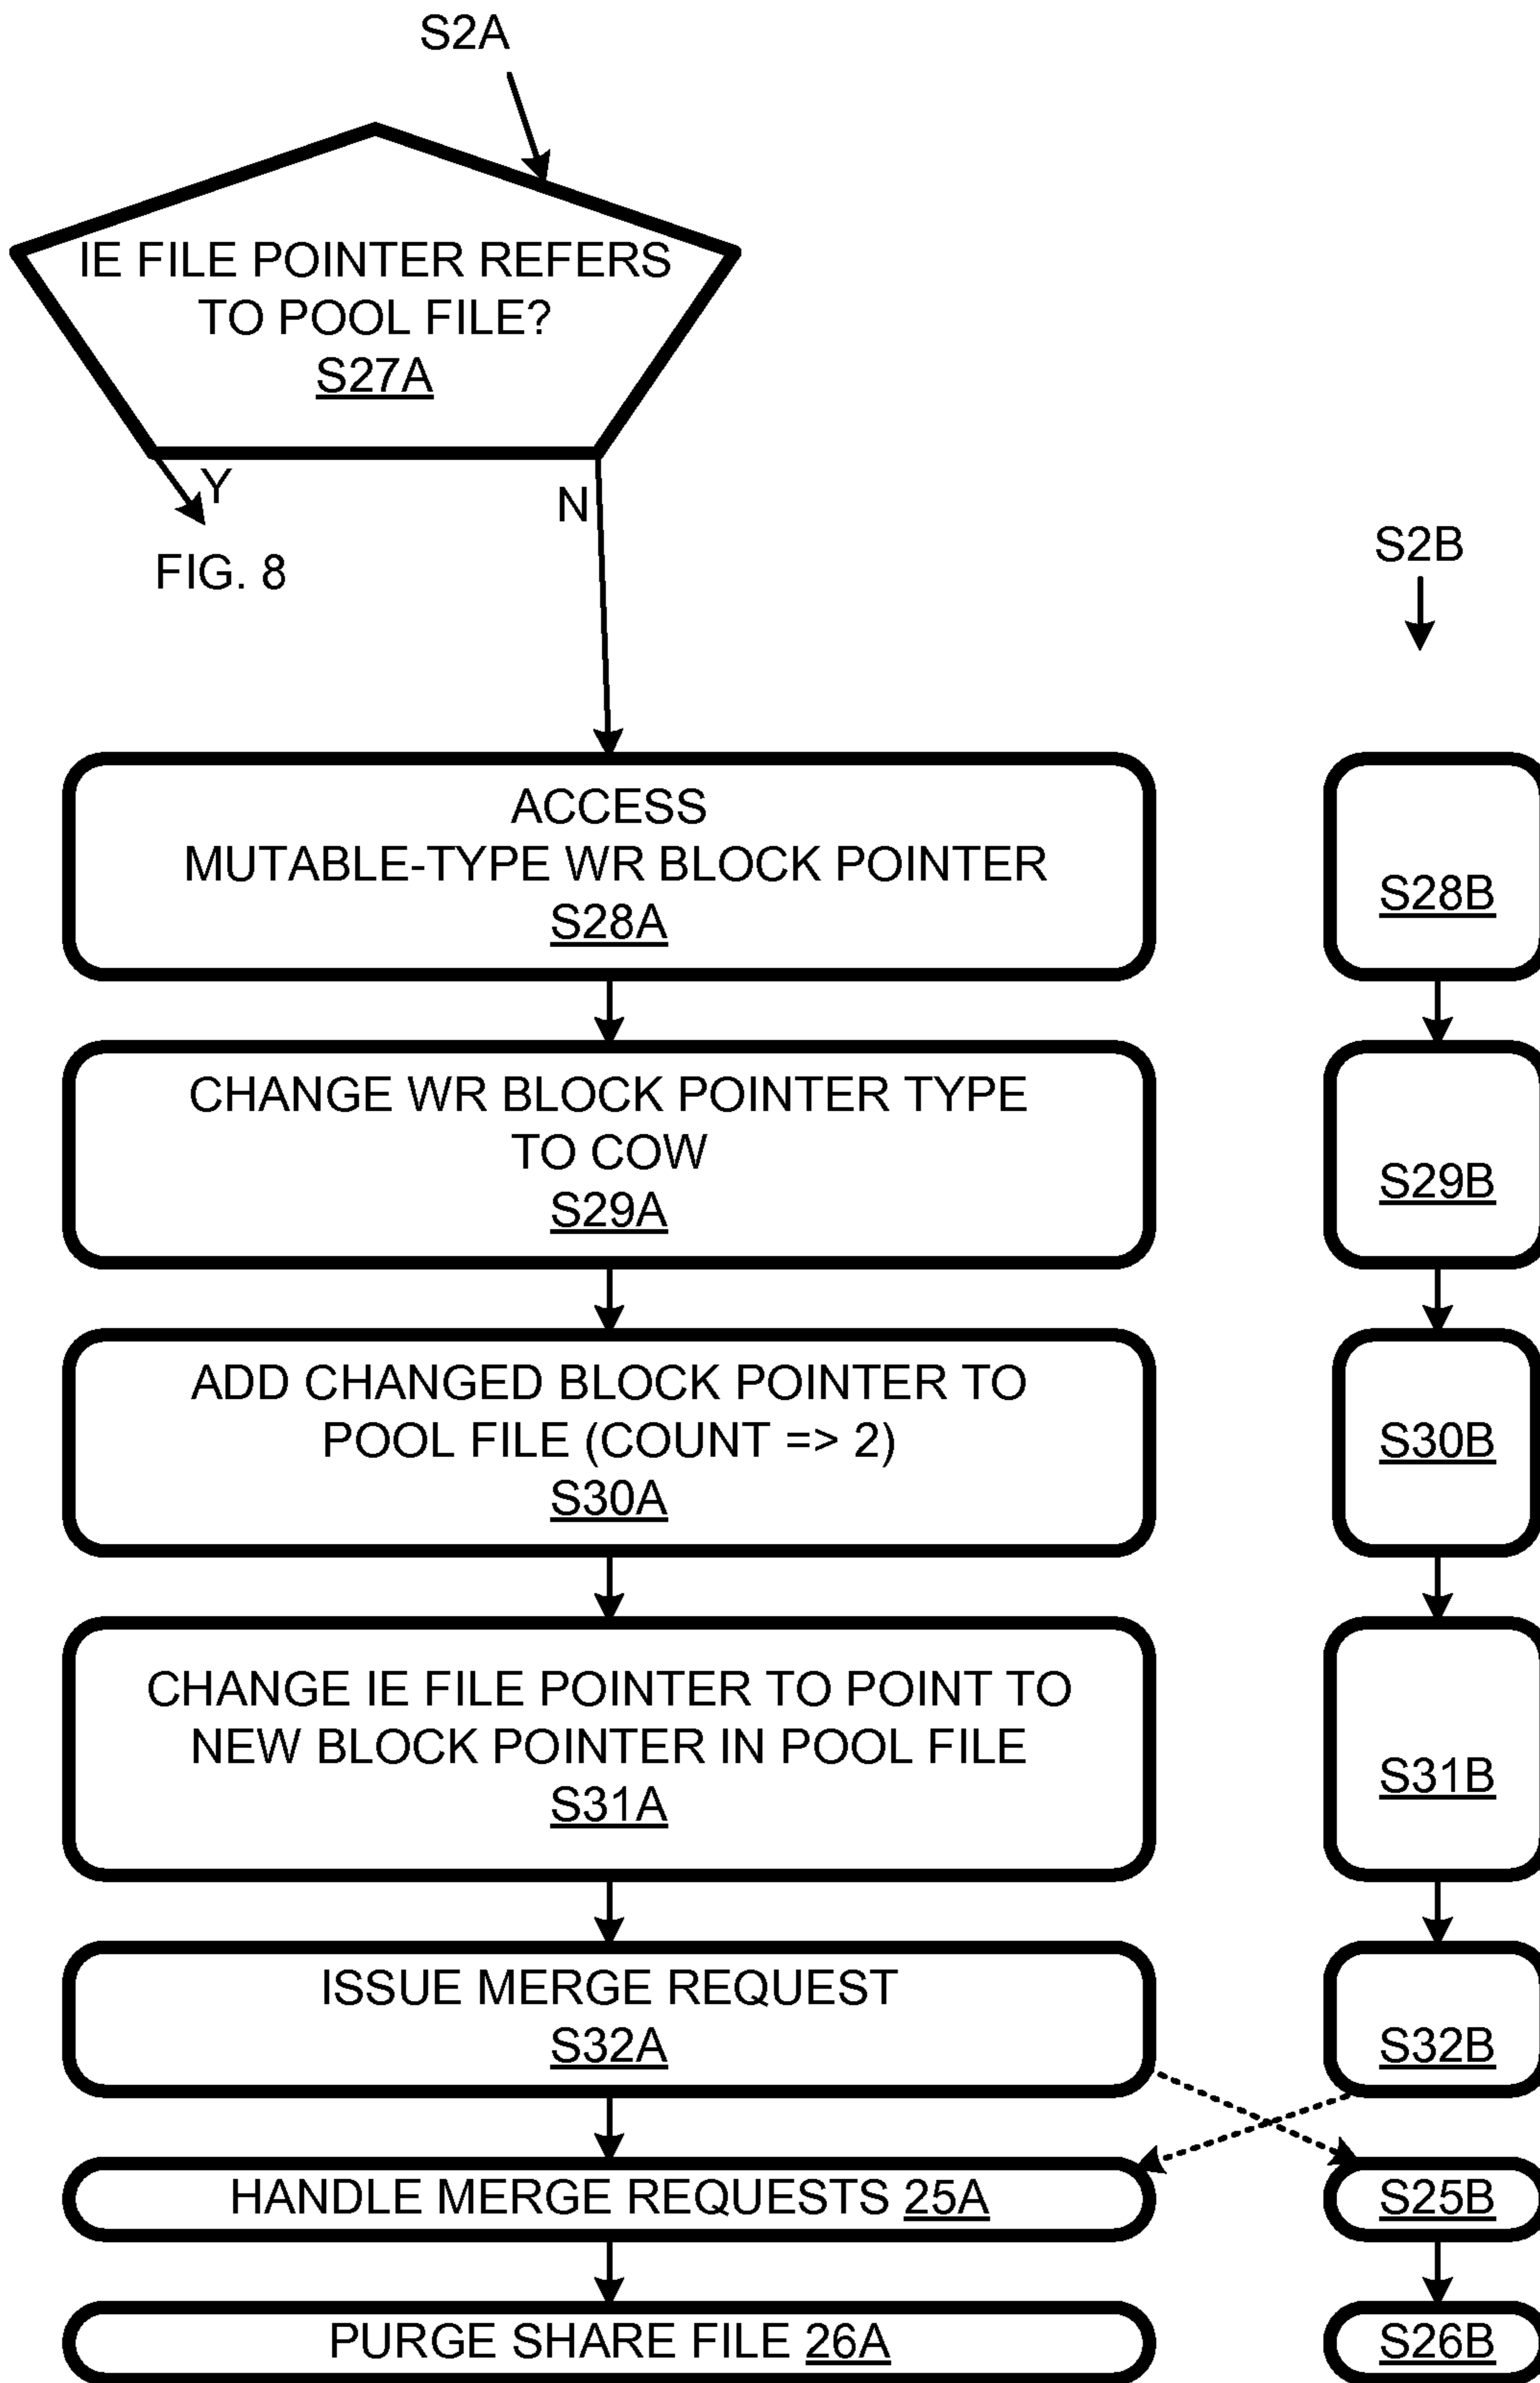 S2A
IE FILE POINTER REFERS
TO POOL FILE?
S27A
Y
N
FIG. 8
S2B
ACCESS
MUTABLE-TYPE WR BLOCK POINTER
S28A
S28B
CHANGE WR BLOCK POINTER TYPE
TO COW
S29A
S29B
ADD CHANGED BLOCK POINTER TO
POOL FILE (COUNT => 2)
S30A
S30B
CHANGE IE FILE POINTER TO POINT TO
NEW BLOCK POINTER IN POOL FILE
S31A
S31B
ISSUE MERGE REQUEST
S32A
S32B
HANDLE MERGE REQUESTS 25A
S25B
PURGE SHARE FILE 26A
S26B